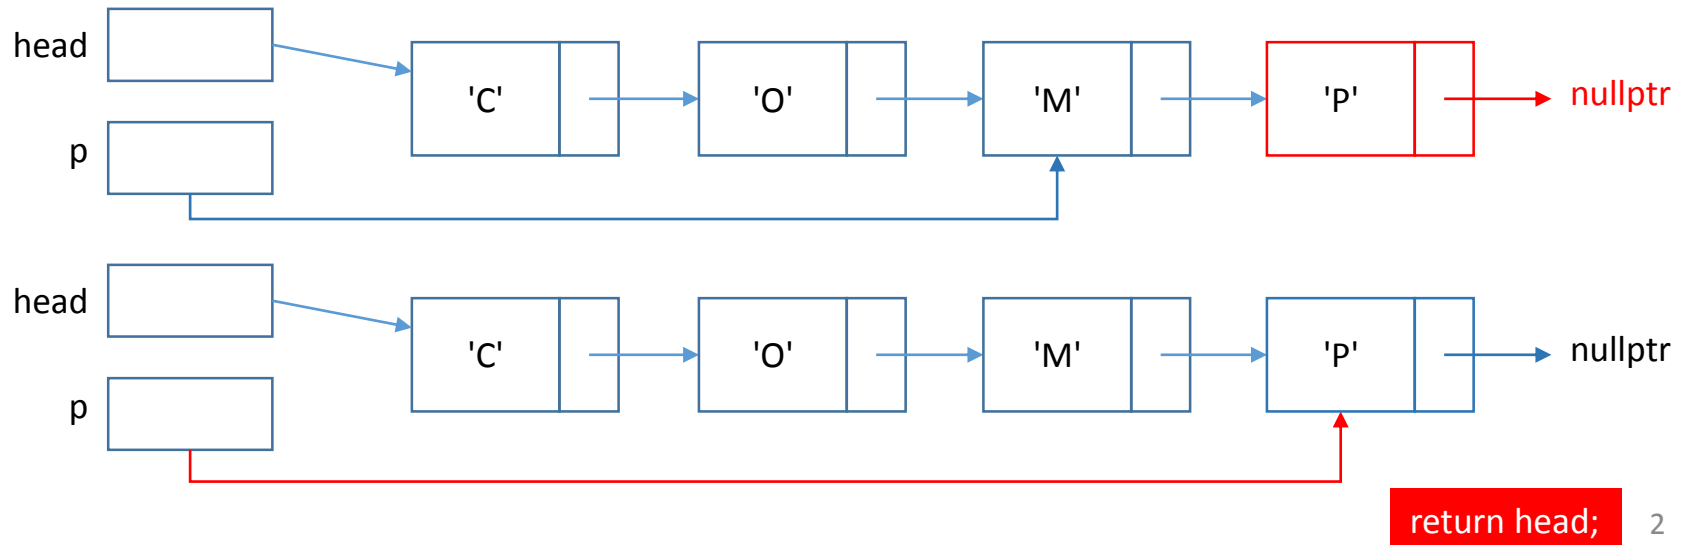 head
'C' 'O' 'M' 'P' nullptr
p
head
'C' 'O' 'M' 'P' nullptr
p
return head; 2